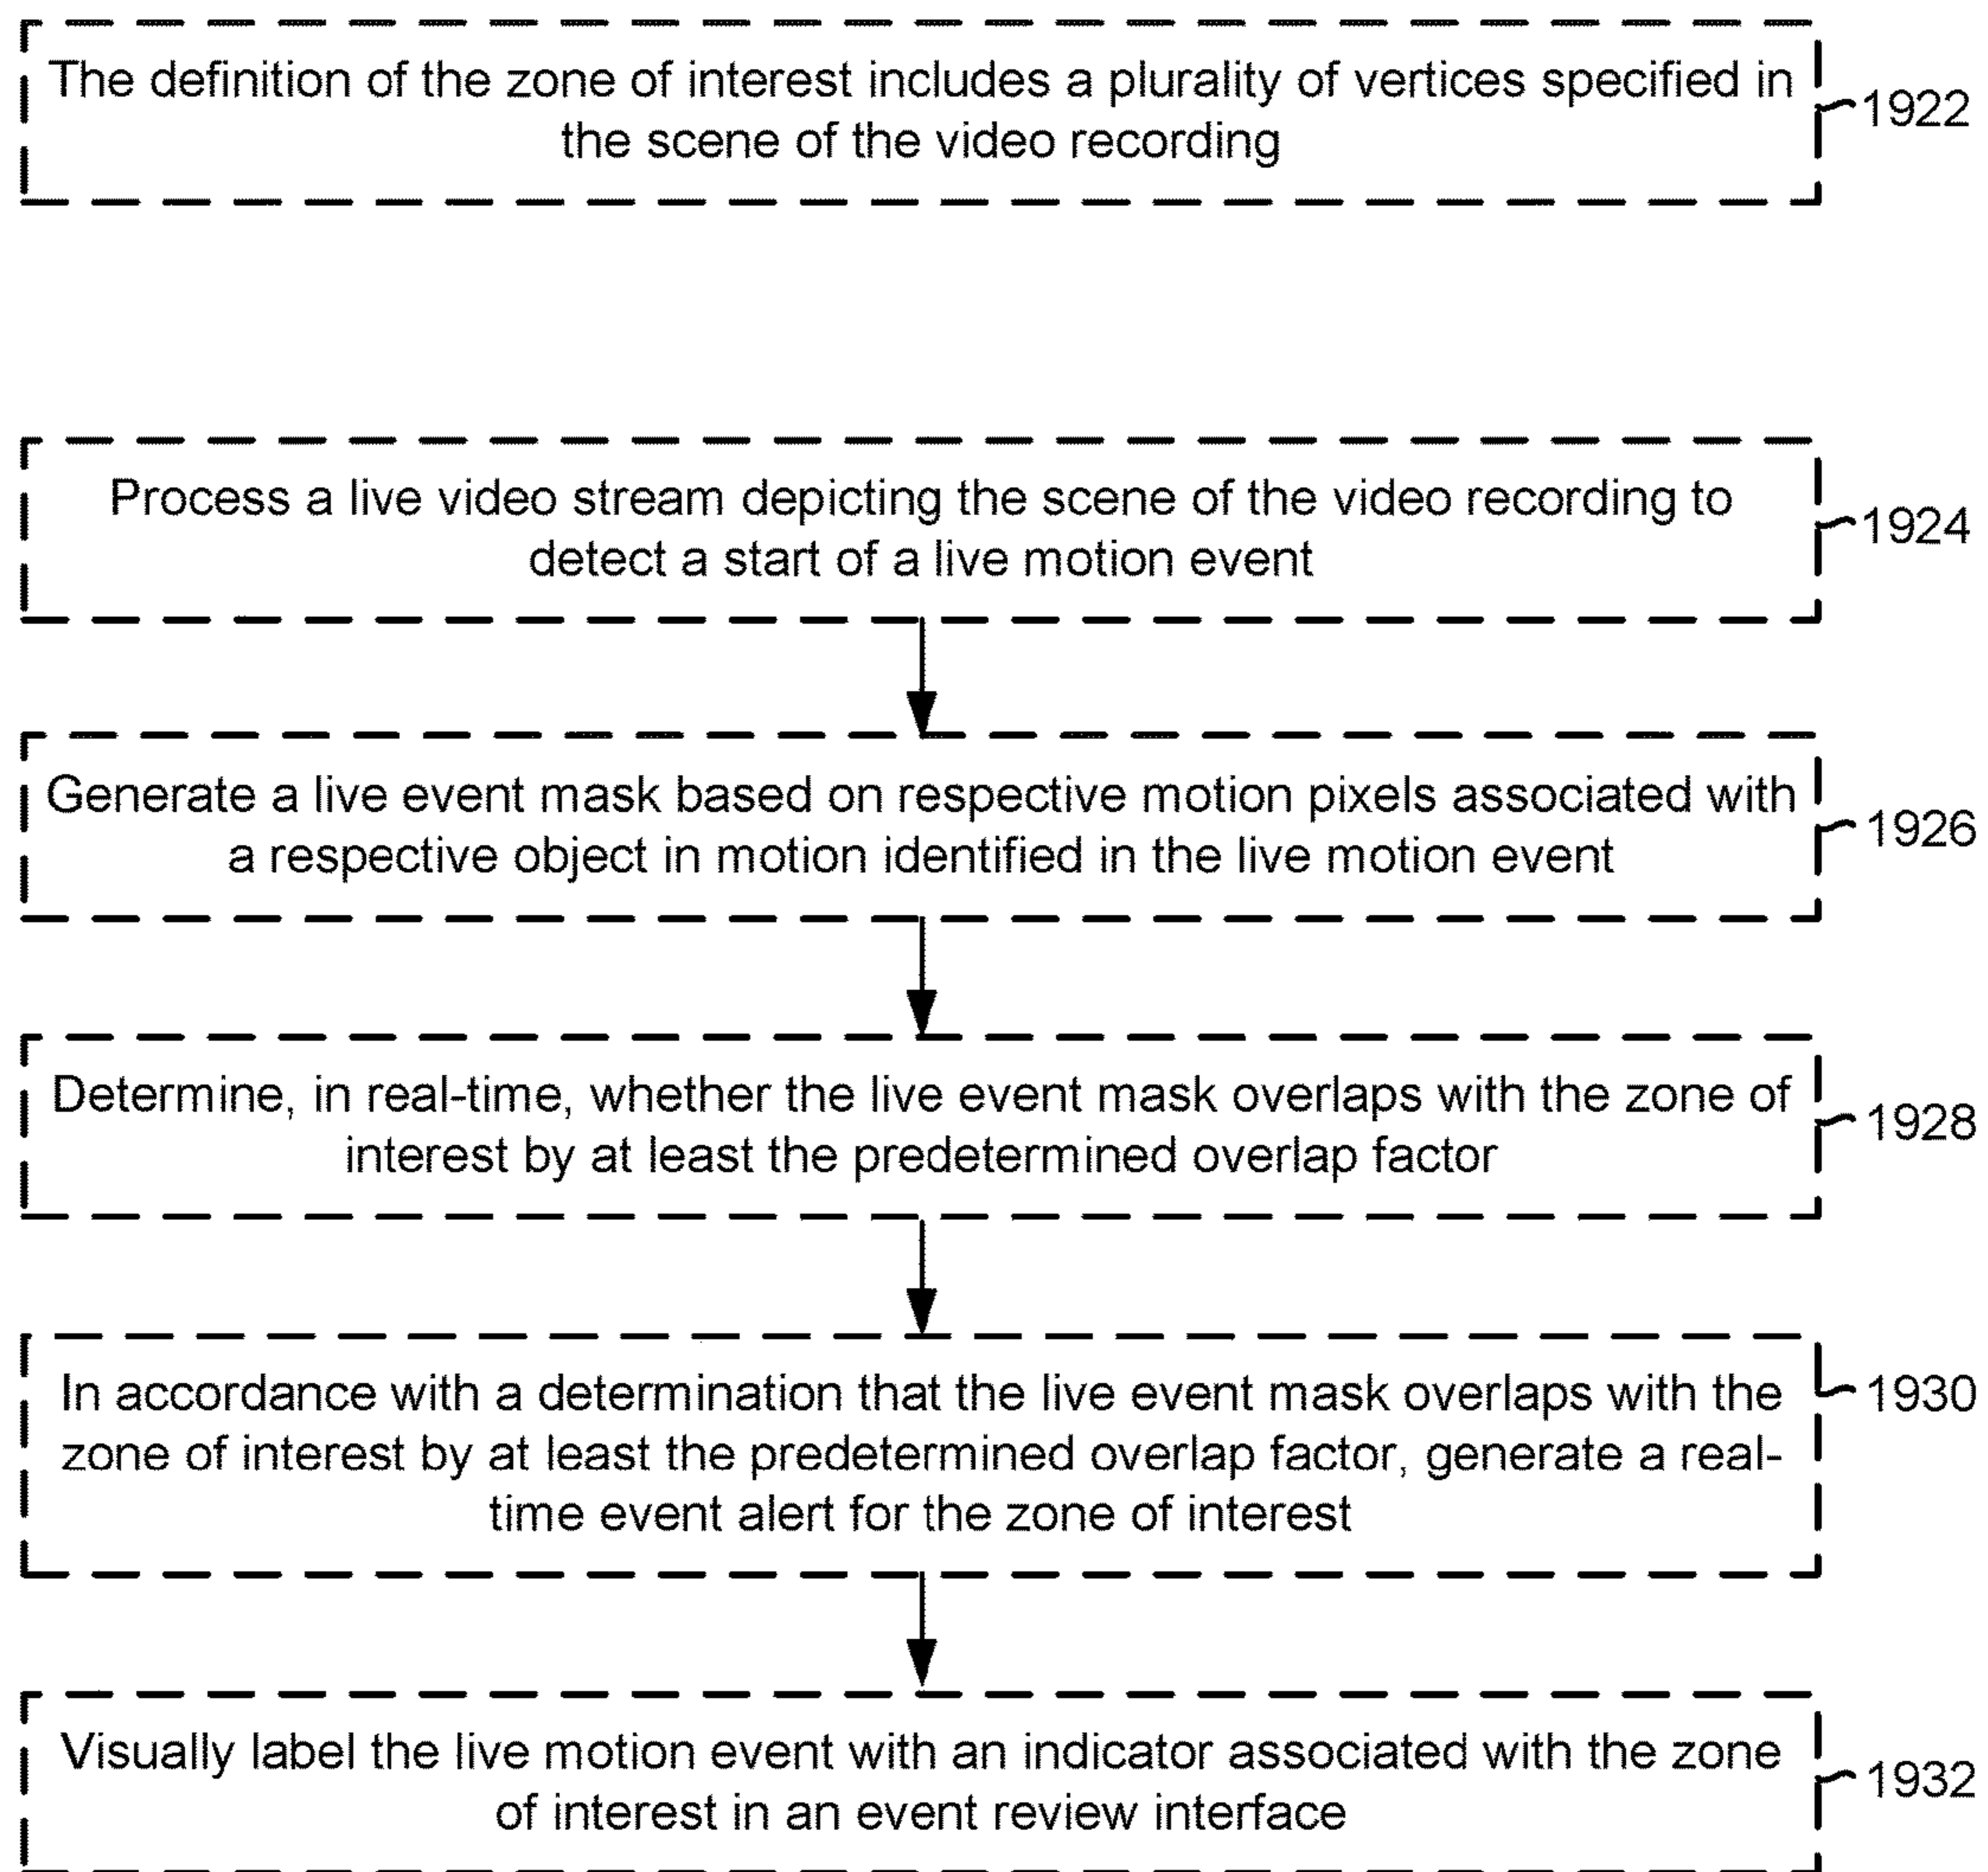 The definition of the zone of interest includes a plurality of vertices specified in
the scene of the video recording
1922
Process a live video stream depicting the scene of the video recording to
detect a start of a live motion event
1924
Generate a live event mask based on respective motion pixels associated with
a respective object in motion identified in the live motion event
1926
Determine, in real-time, whether the live event mask overlaps with the zone of
interest by at least the predetermined overlap factor
1928
In accordance with a determination that the live event mask overlaps with the
zone of interest by at least the predetermined overlap factor, generate a real-
time event alert for the zone of interest
1930
Visually label the live motion event with an indicator associated with the zone
of interest in an event review interface
1932